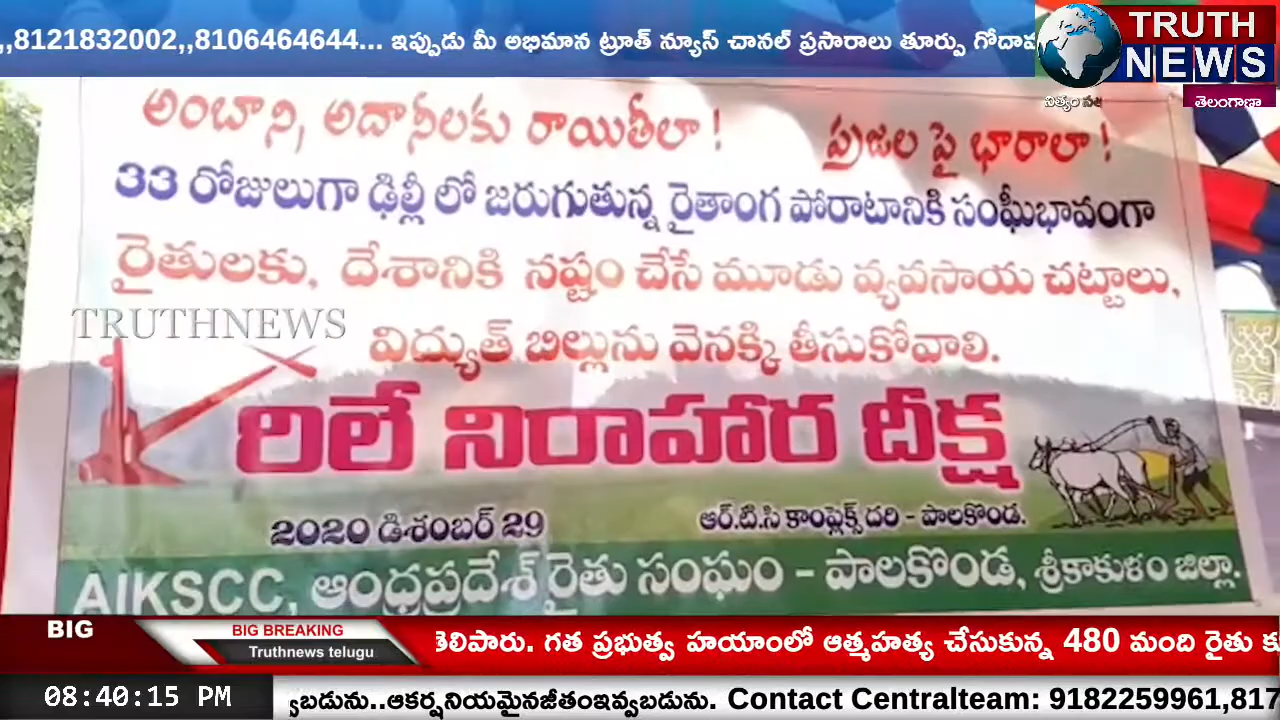 ,,8121832002,,8106464644... ఇప్పుడు మీ అభిమాన ట్రూత్ న్యూస్ చానల్ ప్రసారాలు తూర్పు గోదావ
TRUTH
NEWS
నిత్యం
తెలంగాణా
అంబాని, అదానీలకు రాయితీలా ! ప్రజల పై భారాలా !
33 రోజులుగా ఢిల్లీ లో జరుగుతున్న రైతాంగ పోరాటానికి సంఘీభావంగా
రైతులకు, దేశానికి నష్టం చేసే మూడు వ్యవసాయ చట్టాలు,
TRUTHNEWS
విద్యుత్ బిల్లును వెనక్కి తీసుకోవాలి.
రిలే నిరాహార దీక్ష
2020 డిశంబర్ 29 ఆర్.టి.సి కాంప్లెక్స్ దరి - పాలకొండ.
AIKSCC, ఆంధ్రప్రదేశ్ రైతు సంఘం - పాలకొండ, శ్రీకాకుళం జిల్లా.
BIG
BIG BREAKING
Truthnews telugu
తెలిపారు. గత ప్రభుత్వ హయాంలో ఆత్మహత్య చేసుకున్న 480 మంది రైతు కు
08:40:15 PM
్వబడును..ఆకర్షనియమైనజీతంఇవ్వబడును. Contact Centralteam: 9182259961,817